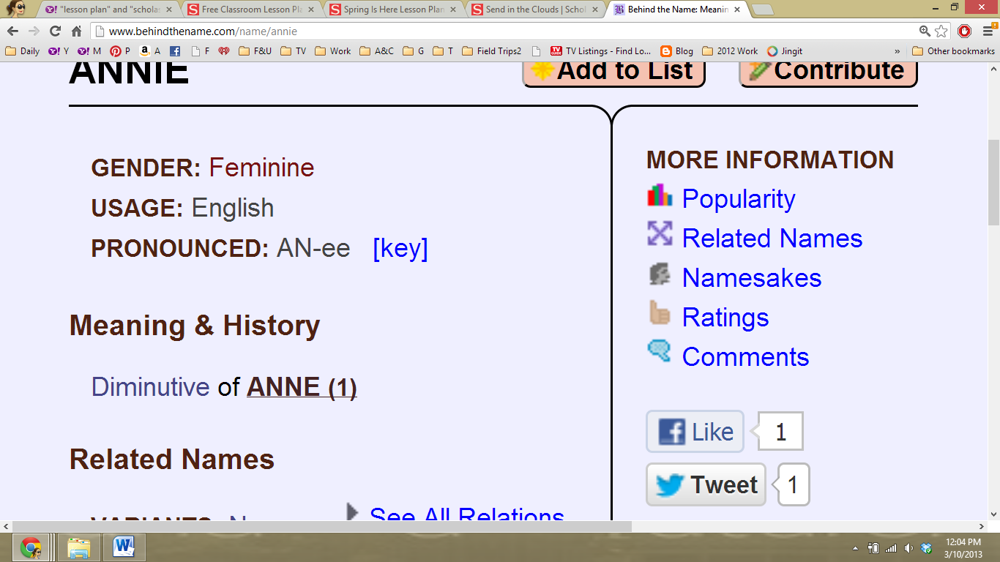 "lesson plan" and "scholas
Free Classroom Lesson Pla
Spring Is Here Lesson Plan
Send in the Clouds | Schol
Behind the Name: Meanin
www.behindthename.com/name/annie
Daily Y! Y Y! M P A F F&U TV Work A&C G T Field Trips2 TV Listings - Find Lo... Blog 2012 Work Jingit » Other bookmarks
ANNIE Add to List Contribute
GENDER: Feminine
USAGE: English
PRONOUNCED: AN-ee [key]
Meaning & History
Diminutive of ANNE (1)
Related Names
See All Relations
MORE INFORMATION
Popularity
Related Names
Namesakes
Ratings
Comments
Like 1
Tweet 1
12:04 PM
3/10/2013